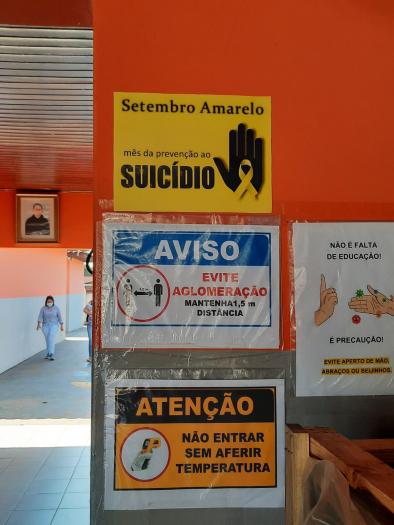 Setembro Amarelo
mês da prevenção ao
SUICÍDIO
AVISO
EVITE
AGLOMERAÇÃO
MANTENHA1,5 m
DISTÂNCIA
NÃO É FALTA
DE EDUCAÇÃO!
É PRECAUÇÃO!
EVITE APERTO DE MÃO,
ABRAÇOS OU BEIJINHOS.
ATENÇÃO
NÃO ENTRAR
SEM AFERIR
TEMPERATURA